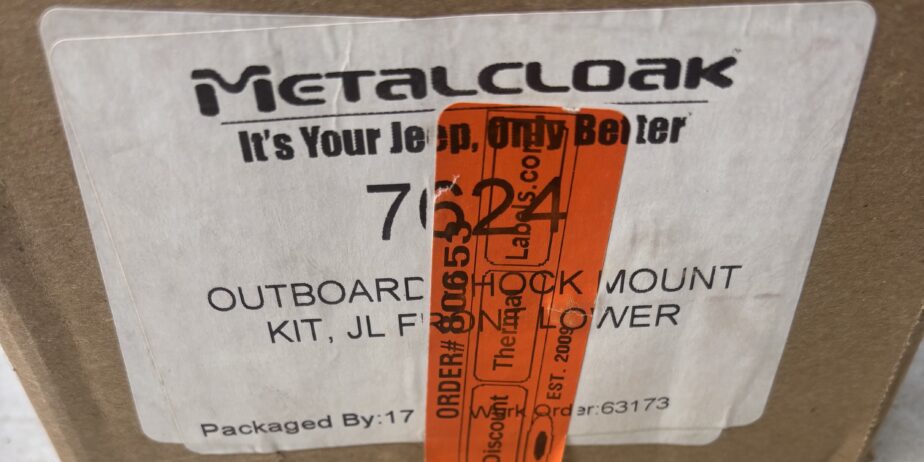 METALCLOAK
It's Your Jeep, Only Better
7624
OUTBOARD SHOCK MOUNT
KIT, JL FRONT LOWER
Packaged By:17
Work Order:63173
ORDER# 80653
Discount
Thermal
Labels.com
EST. 2009